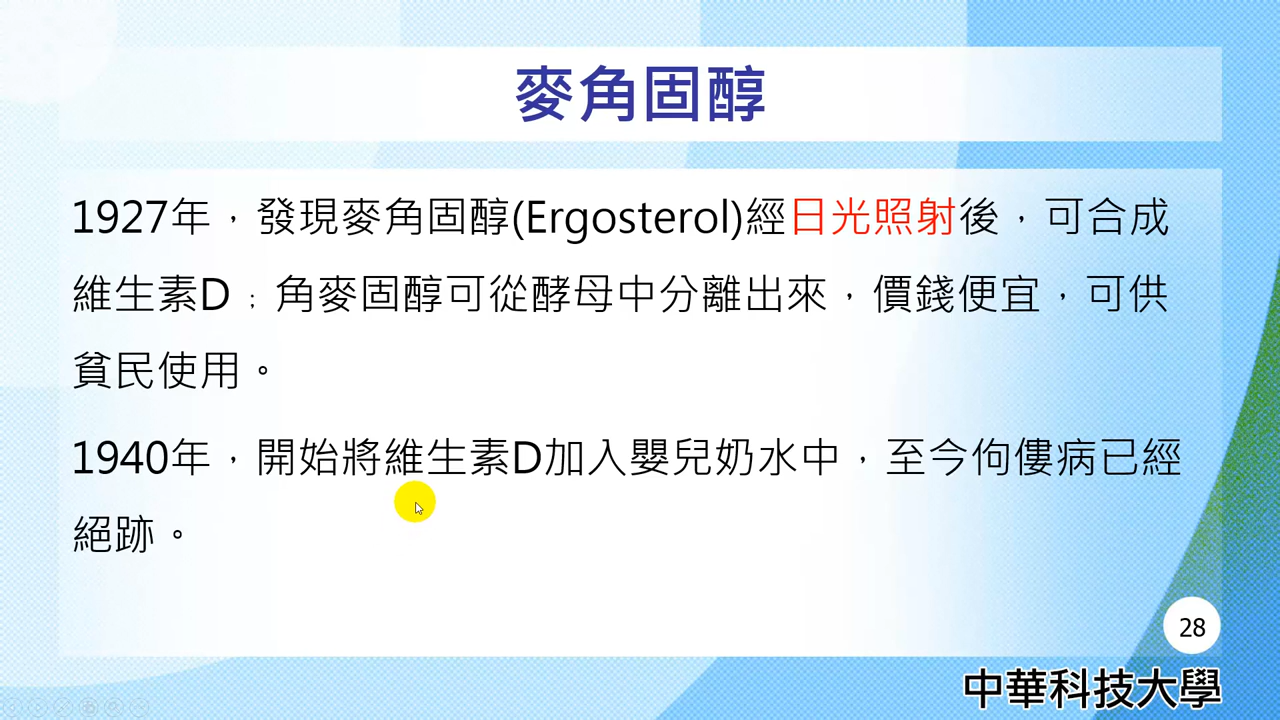 麥角固醇
1927年，發現麥角固醇(Ergosterol)經日光照射後，可合成
維生素D；角麥固醇可從酵母中分離出來，價錢便宜，可供
貧民使用。
1940年，開始將維生素D加入嬰兒奶水中，至今佝僂病已經
絕跡。
28
中華科技大學